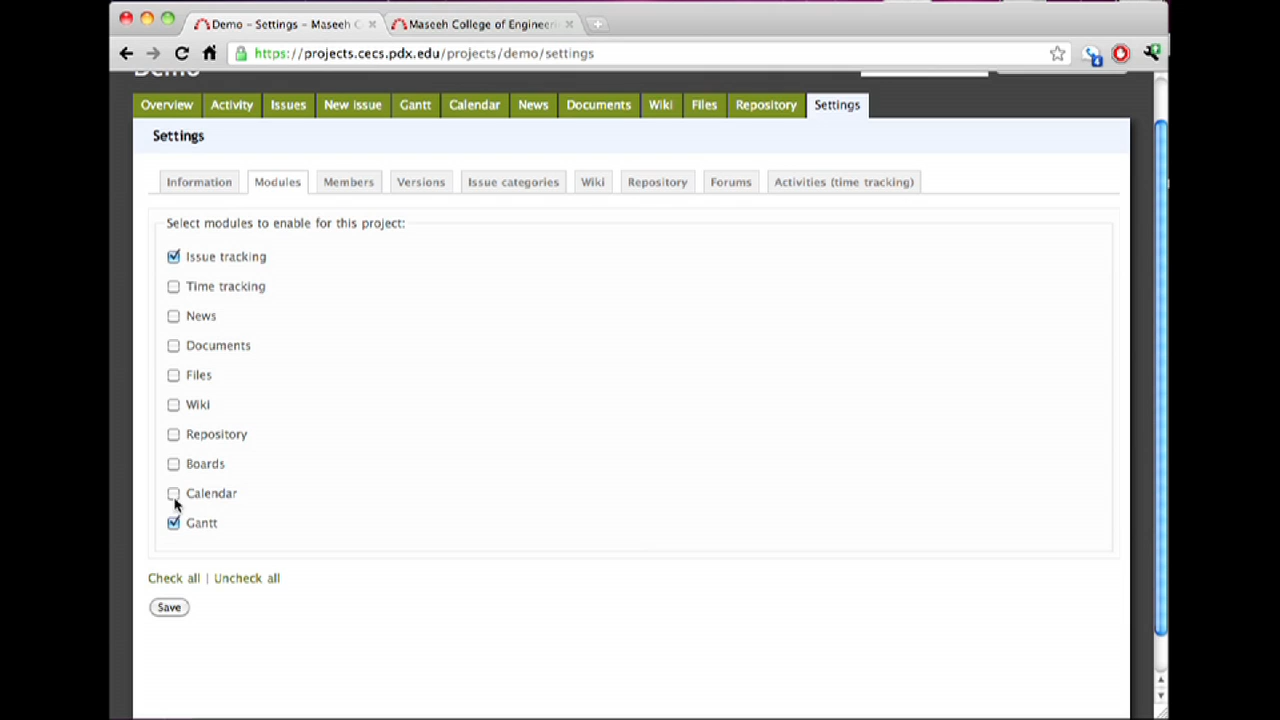 Demo – Settings – Maseeh C
Maseeh College of Engineeri
https://projects.cecs.pdx.edu/projects/demo/settings
4
Demo
Overview Activity Issues New issue Gantt Calendar News Documents Wiki Files Repository Settings
Settings
Information Modules Members Versions Issue categories Wiki Repository Forums Activities (time tracking)
Select modules to enable for this project:
Issue tracking
Time tracking
News
Documents
Files
Wiki
Repository
Boards
Calendar
Gantt
Check all | Uncheck all
Save